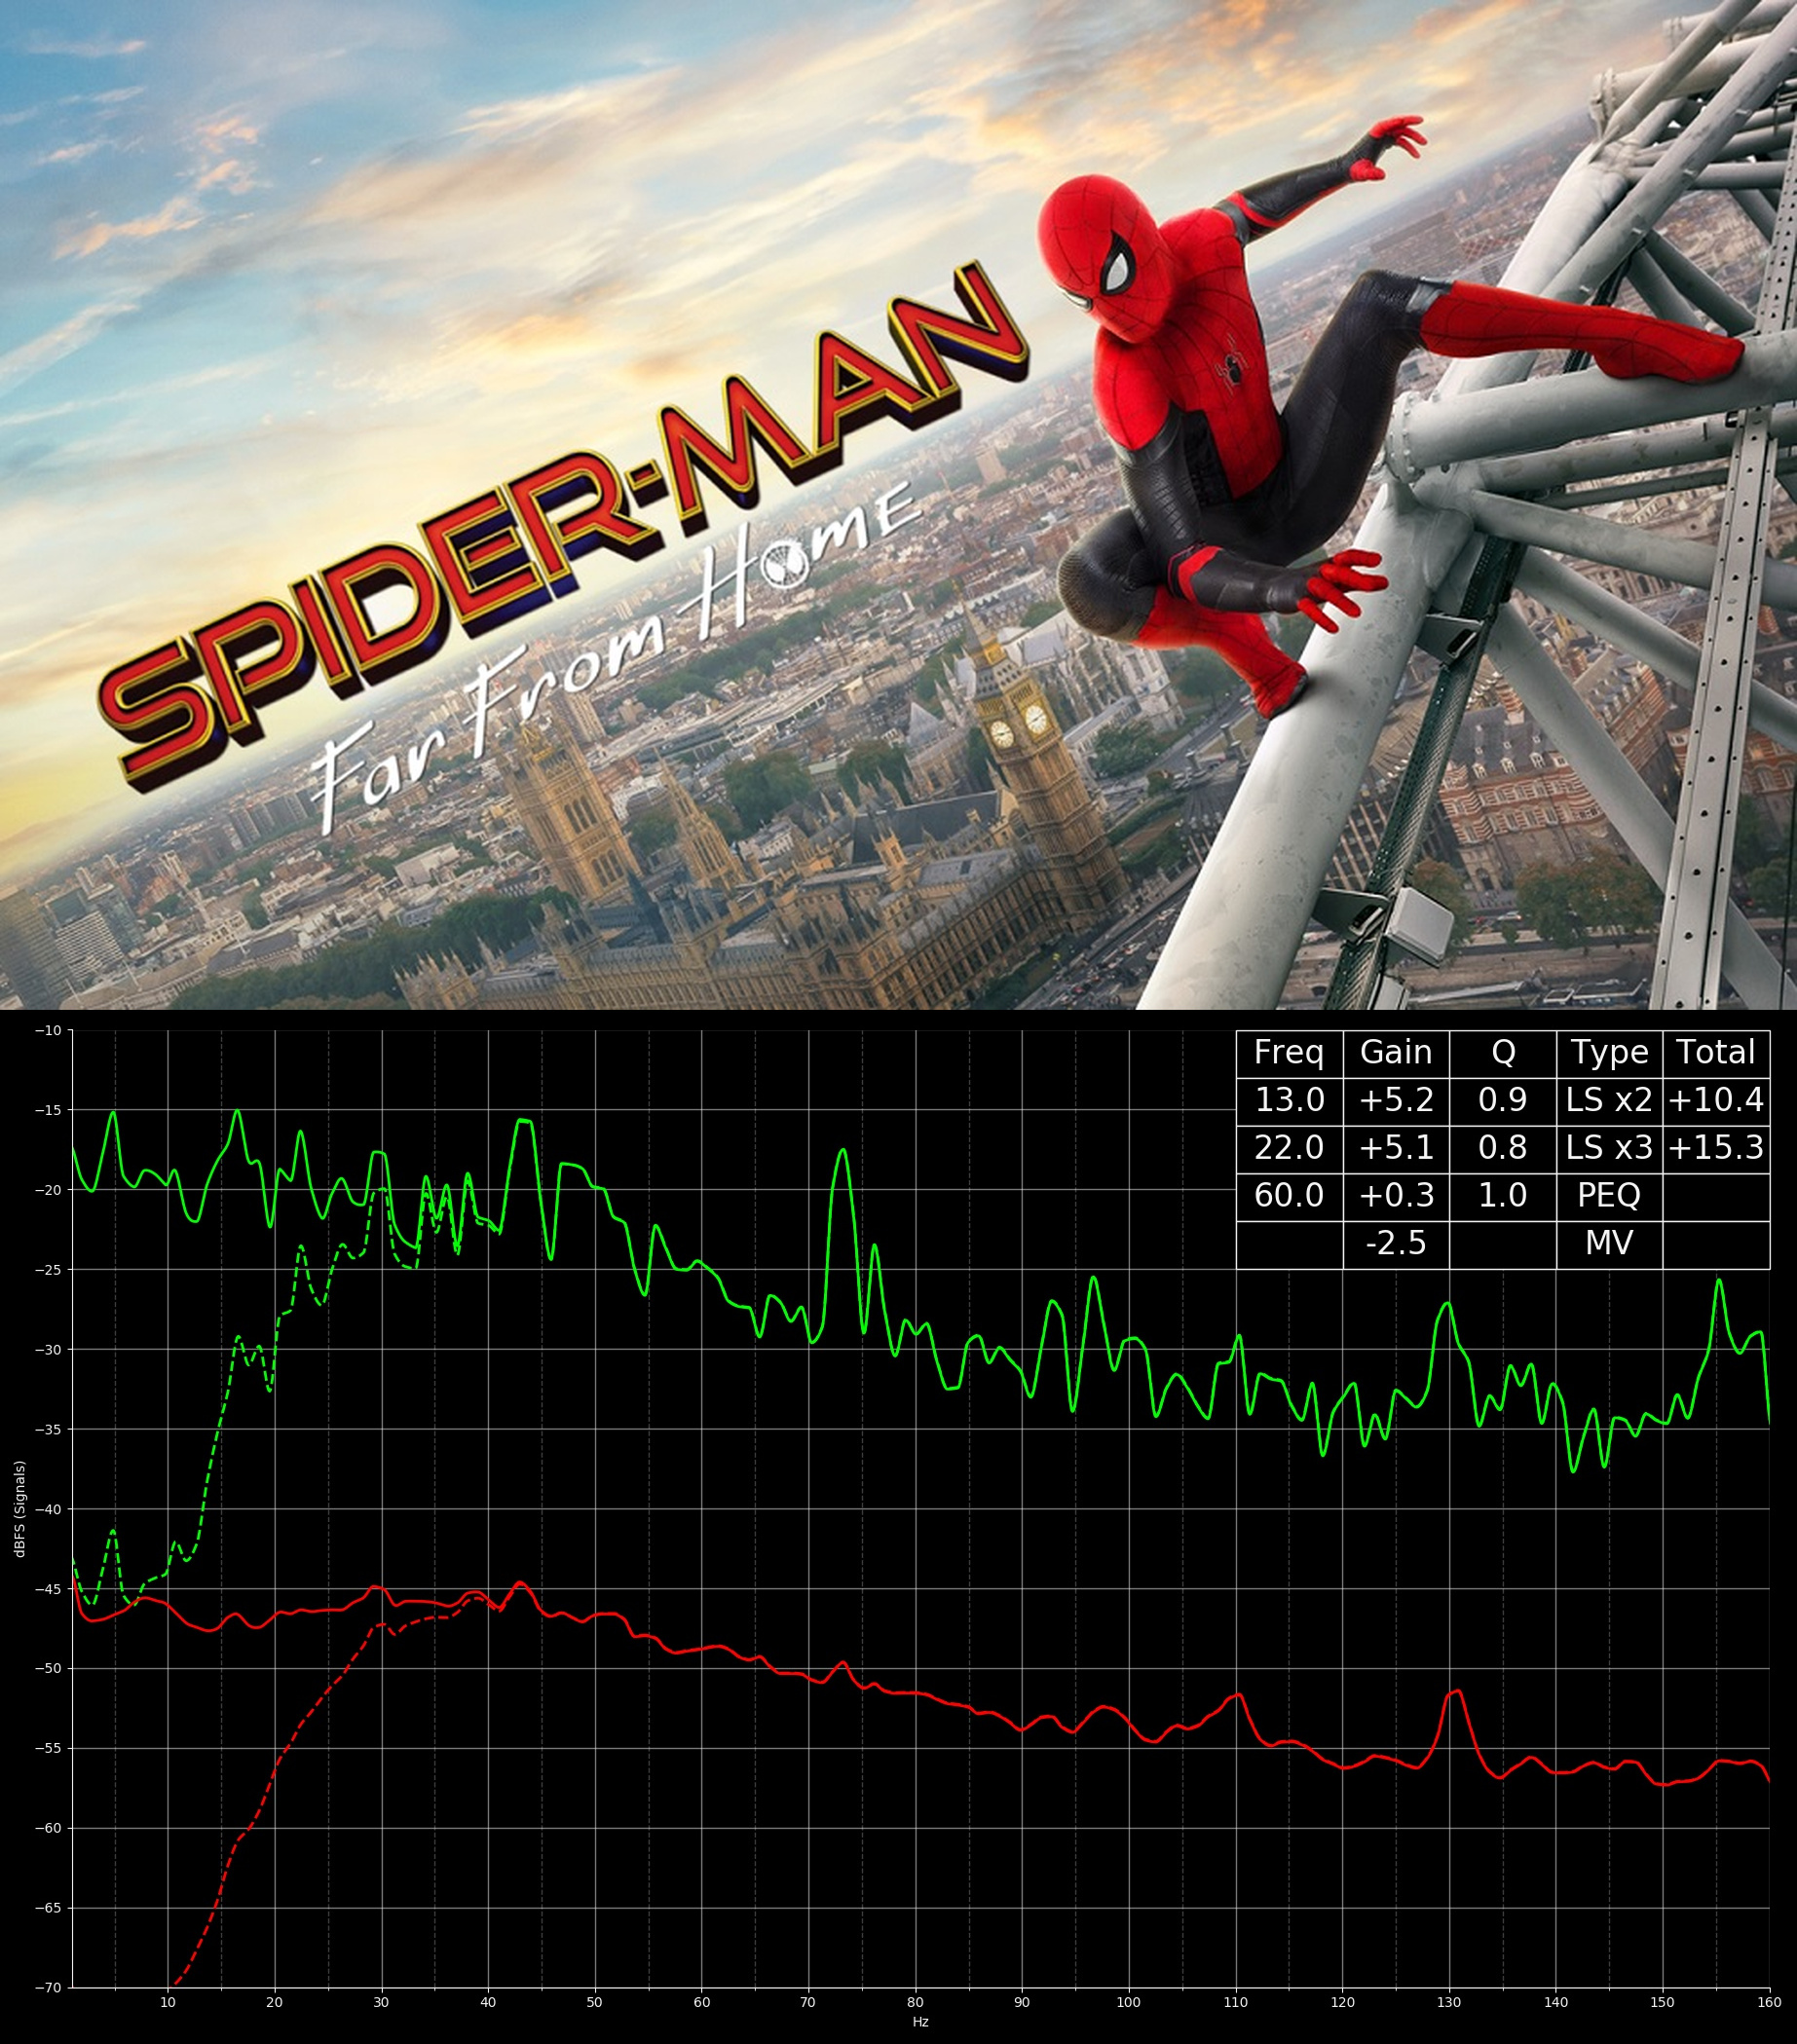 SPIDER-MAN
Far From Home
Freq Gain Q Type Total
13.0 +5.2 0.9 LS x2 +10.4
22.0 +5.1 0.8 LS x3 +15.3
60.0 +0.3 1.0 PEQ
-2.5 MV
−10
−15
−20
−25
−30
−35
−40
−45
−50
−55
−60
−65
−70
dBFS (Signals)
10 20 30 40 50 60 70 80 90 100 110 120 130 140 150 160
Hz